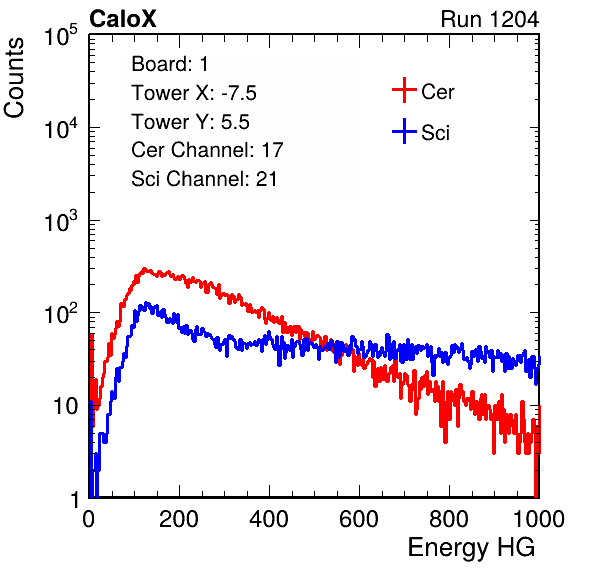 CaloX Run 1204
Counts
10^5
10^4
10^3
10^2
10
1
Board: 1
Tower X: -7.5
Tower Y: 5.5
Cer Channel: 17
Sci Channel: 21
Cer
Sci
0 200 400 600 800 1000
Energy HG